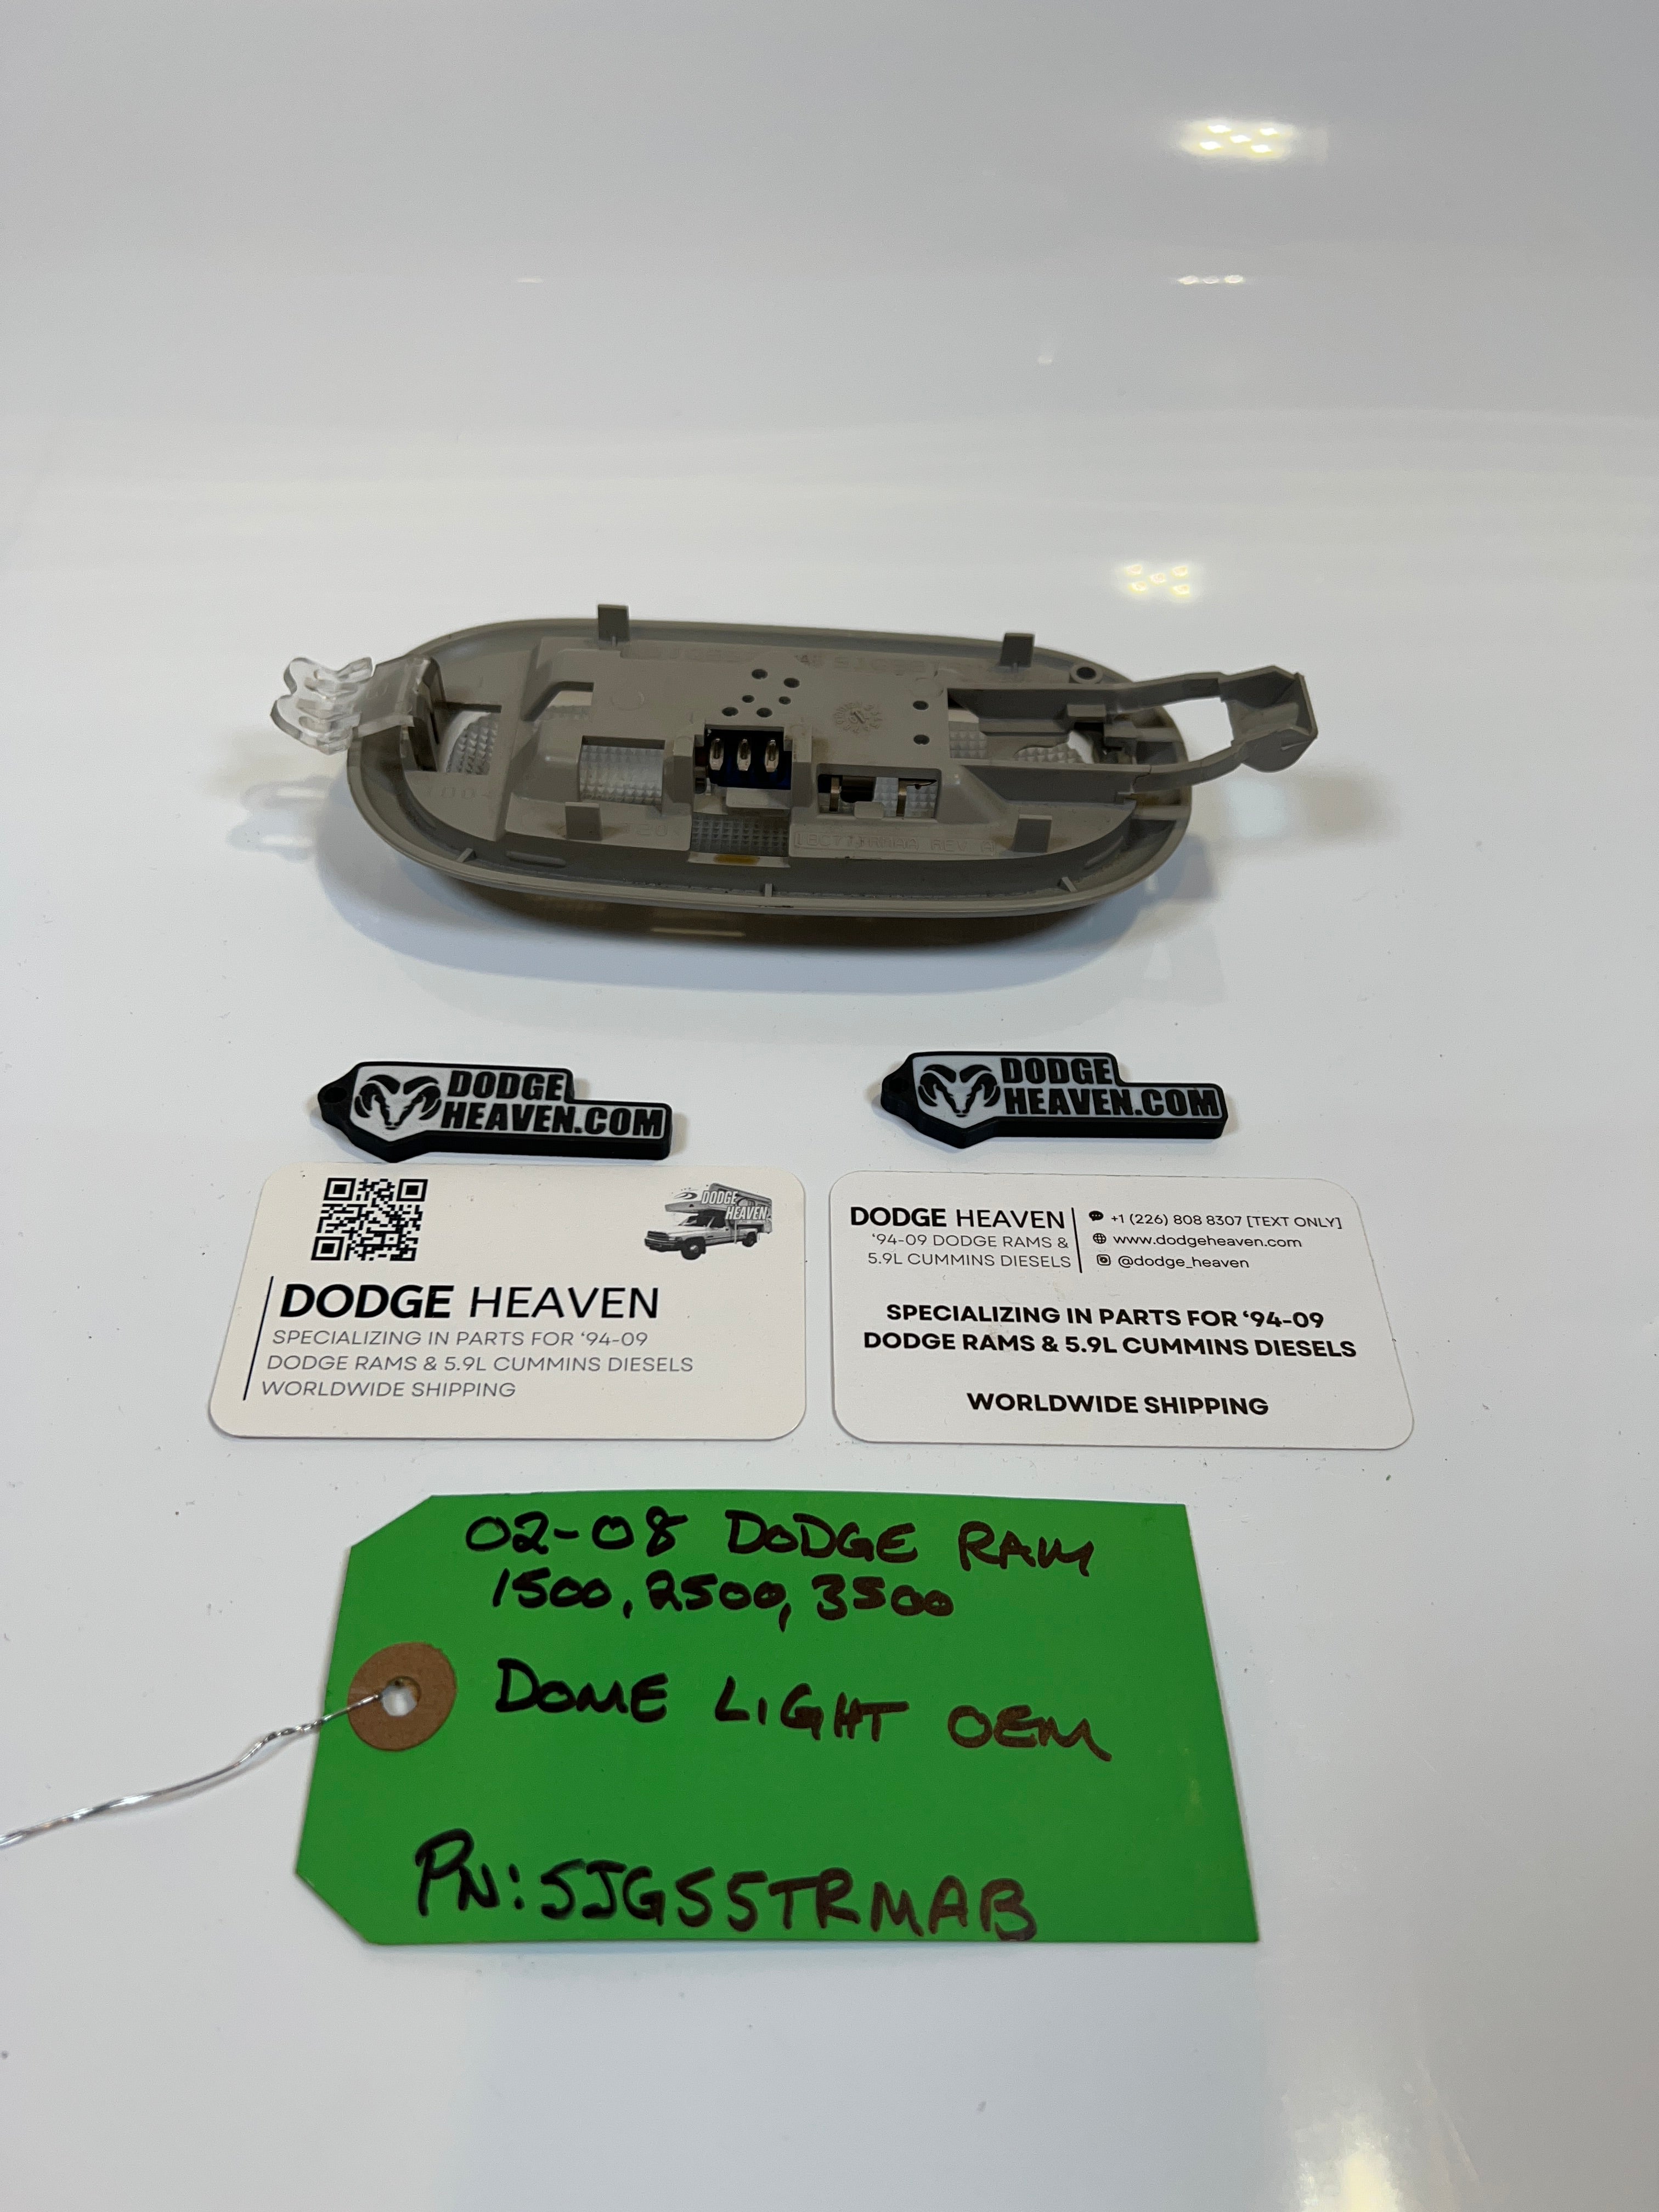 DODGE
HEAVEN.COM
DODGE
HEAVEN.COM
DODGE
HEAVEN
DODGE HEAVEN
SPECIALIZING IN PARTS FOR ‘94-09
DODGE RAMS & 5.9L CUMMINS DIESELS
WORLDWIDE SHIPPING
DODGE HEAVEN
‘94-09 DODGE RAMS &
5.9L CUMMINS DIESELS
+1 (226) 808 8307 [TEXT ONLY]
www.dodgeheaven.com
@dodge_heaven
SPECIALIZING IN PARTS FOR ‘94-09
DODGE RAMS & 5.9L CUMMINS DIESELS
WORLDWIDE SHIPPING
02-08 DODGE RAM
1500, 2500, 3500
DOME LIGHT OEM
PN: 5JG55TRMAB